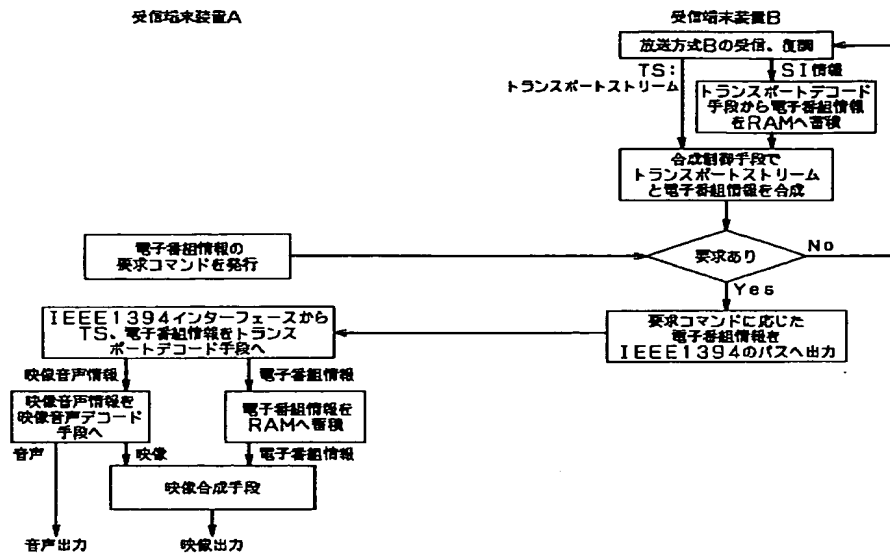 受信端末装置A
受信端末装置B
放送方式Bの受信、復調
TS:
トランスポートストリーム
SI情報
トランスポートデコード
手段から電子番組情報
をRAMへ蓄積
合成制御手段で
トランスポートストリーム
と電子番組情報を合成
電子番組情報の
要求コマンドを発行
要求あり
No
Yes
IEEE1394インターフェースから
TS、電子番組情報をトランス
ポートデコード手段へ
要求コマンドに応じた
電子番組情報を
IEEE1394のバスへ出力
映像音声情報
電子番組情報
映像音声情報を
映像音声デコード
手段へ
電子番組情報を
RAMへ蓄積
音声
映像
電子番組情報
映像合成手段
音声出力
映像出力